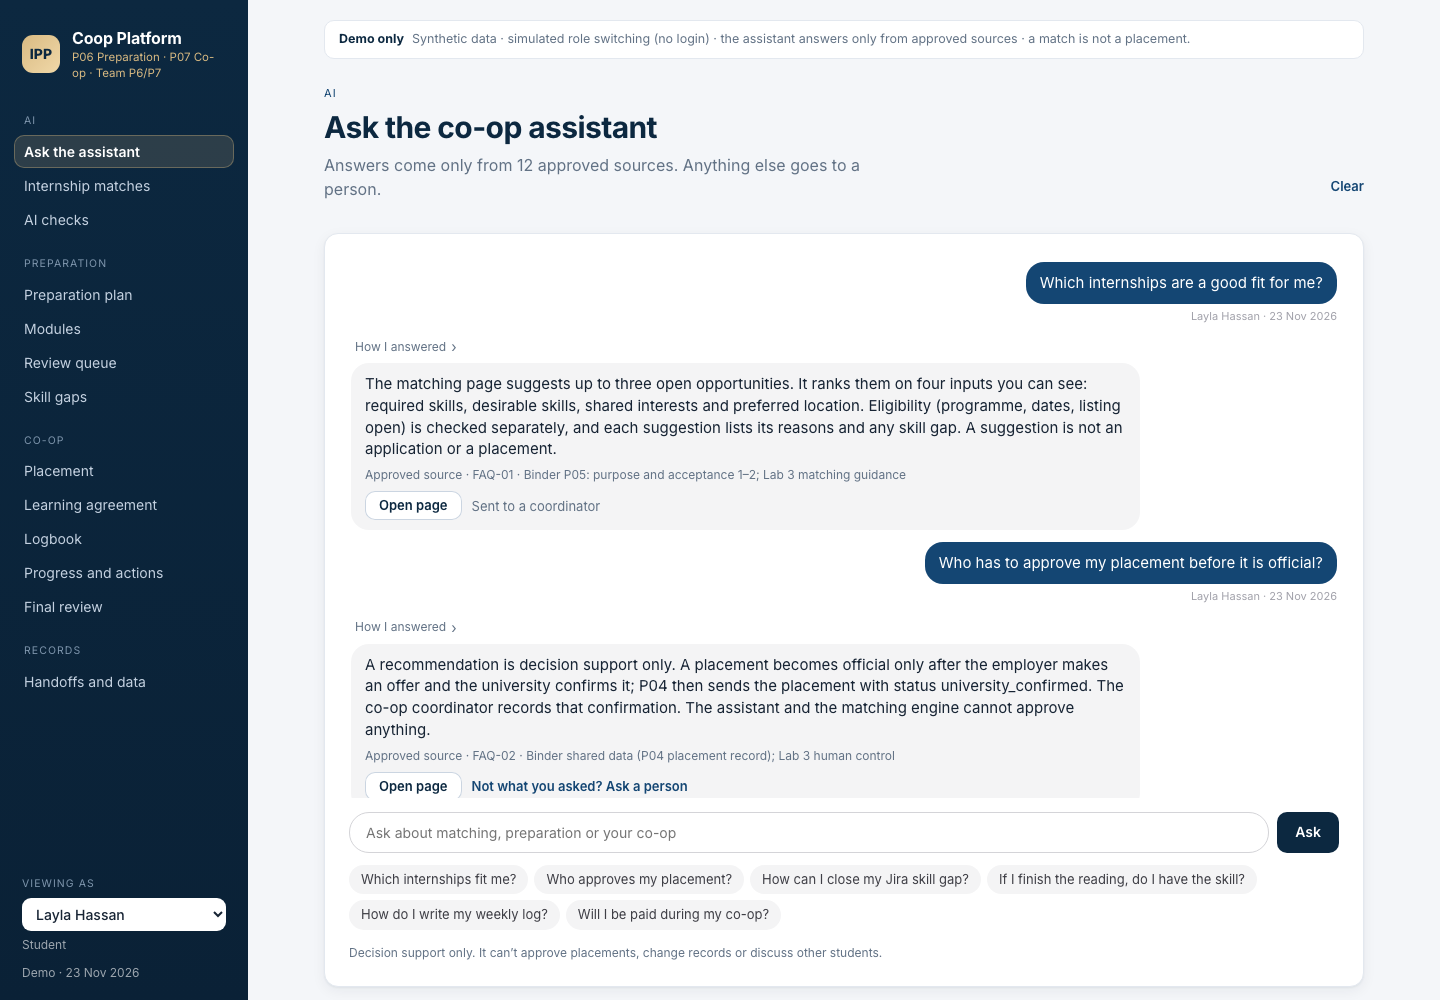 IPP
Coop Platform
P06 Preparation · P07 Co-
op · Team P6/P7
AI
Ask the assistant
Internship matches
AI checks
PREPARATION
Preparation plan
Modules
Review queue
Skill gaps
CO-OP
Placement
Learning agreement
Logbook
Progress and actions
Final review
RECORDS
Handoffs and data
VIEWING AS
Layla Hassan
Student
Demo · 23 Nov 2026
Demo only Synthetic data · simulated role switching (no login) · the assistant answers only from approved sources · a match is not a placement.
AI
Ask the co-op assistant
Answers come only from 12 approved sources. Anything else goes to a
person.
Clear
Which internships are a good fit for me?
Layla Hassan · 23 Nov 2026
How I answered ›
The matching page suggests up to three open opportunities. It ranks them on four inputs you can see:
required skills, desirable skills, shared interests and preferred location. Eligibility (programme, dates, listing
open) is checked separately, and each suggestion lists its reasons and any skill gap. A suggestion is not an
application or a placement.
Approved source · FAQ-01 · Binder P05: purpose and acceptance 1–2; Lab 3 matching guidance
Open page Sent to a coordinator
Who has to approve my placement before it is official?
Layla Hassan · 23 Nov 2026
How I answered ›
A recommendation is decision support only. A placement becomes official only after the employer makes
an offer and the university confirms it; P04 then sends the placement with status university_confirmed. The
co-op coordinator records that confirmation. The assistant and the matching engine cannot approve
anything.
Approved source · FAQ-02 · Binder shared data (P04 placement record); Lab 3 human control
Open page Not what you asked? Ask a person
Ask about matching, preparation or your co-op
Ask
Which internships fit me? Who approves my placement? How can I close my Jira skill gap? If I finish the reading, do I have the skill?
How do I write my weekly log? Will I be paid during my co-op?
Decision support only. It can’t approve placements, change records or discuss other students.